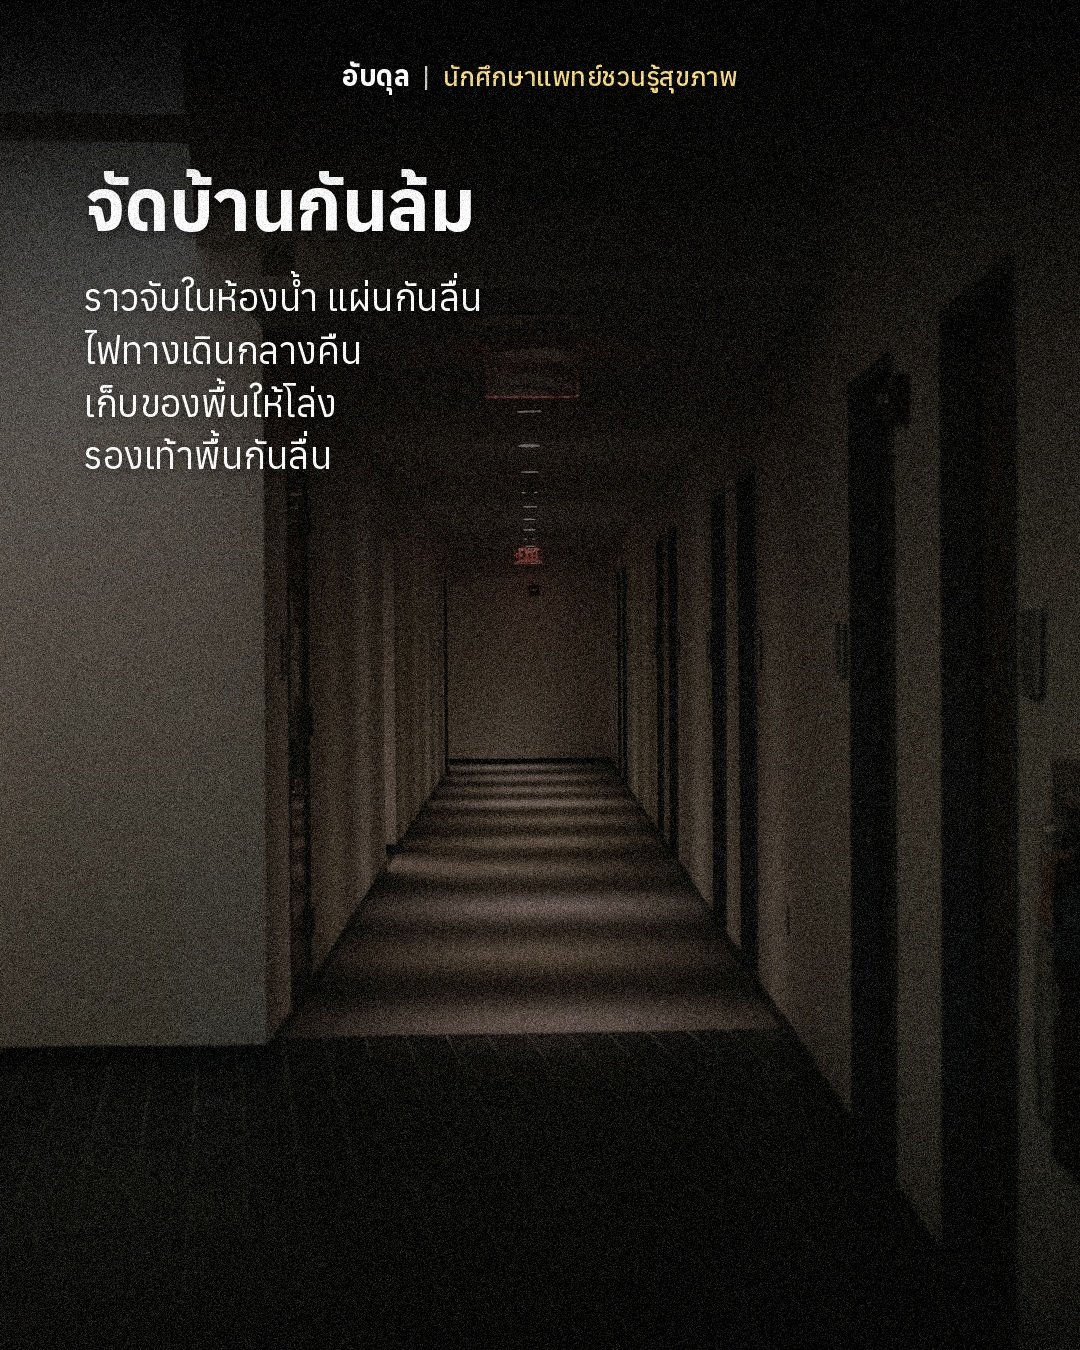 อับดุล | นักศึกษาแพทย์ชวนรู้สุขภาพ
จัดบ้านกันล้ม
ราวจับในห้องน้ำ แผ่นกันลื่น
ไฟทางเดินกลางคืน
เก็บของพื้นให้โล่ง
รองเท้าพื้นกันลื่น